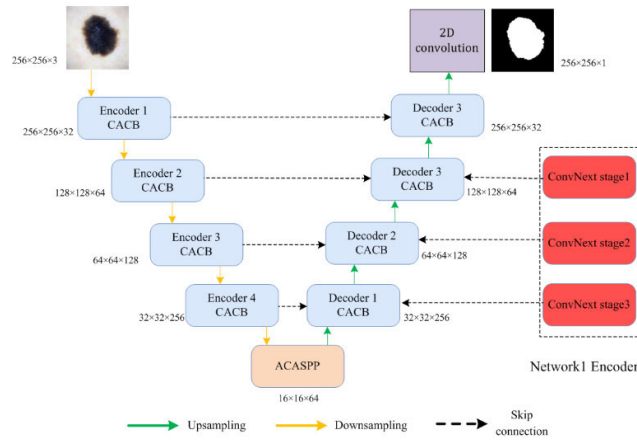 2D
convolution
256×256×3
256×256×1
Encoder 1
CACB
Decoder 3
CACB
256×256×32
256×256×32
Encoder 2
CACB
Decoder 3
CACB
ConvNext stage1
128×128×64
128×128×64
Encoder 3
CACB
Decoder 2
CACB
ConvNext stage2
64×64×128
64×64×128
Encoder 4
CACB
Decoder 1
CACB
ConvNext stage3
32×32×256
32×32×256
ACASPP
Network1 Encoder
16×16×64
Upsampling
Downsampling
Skip
connection